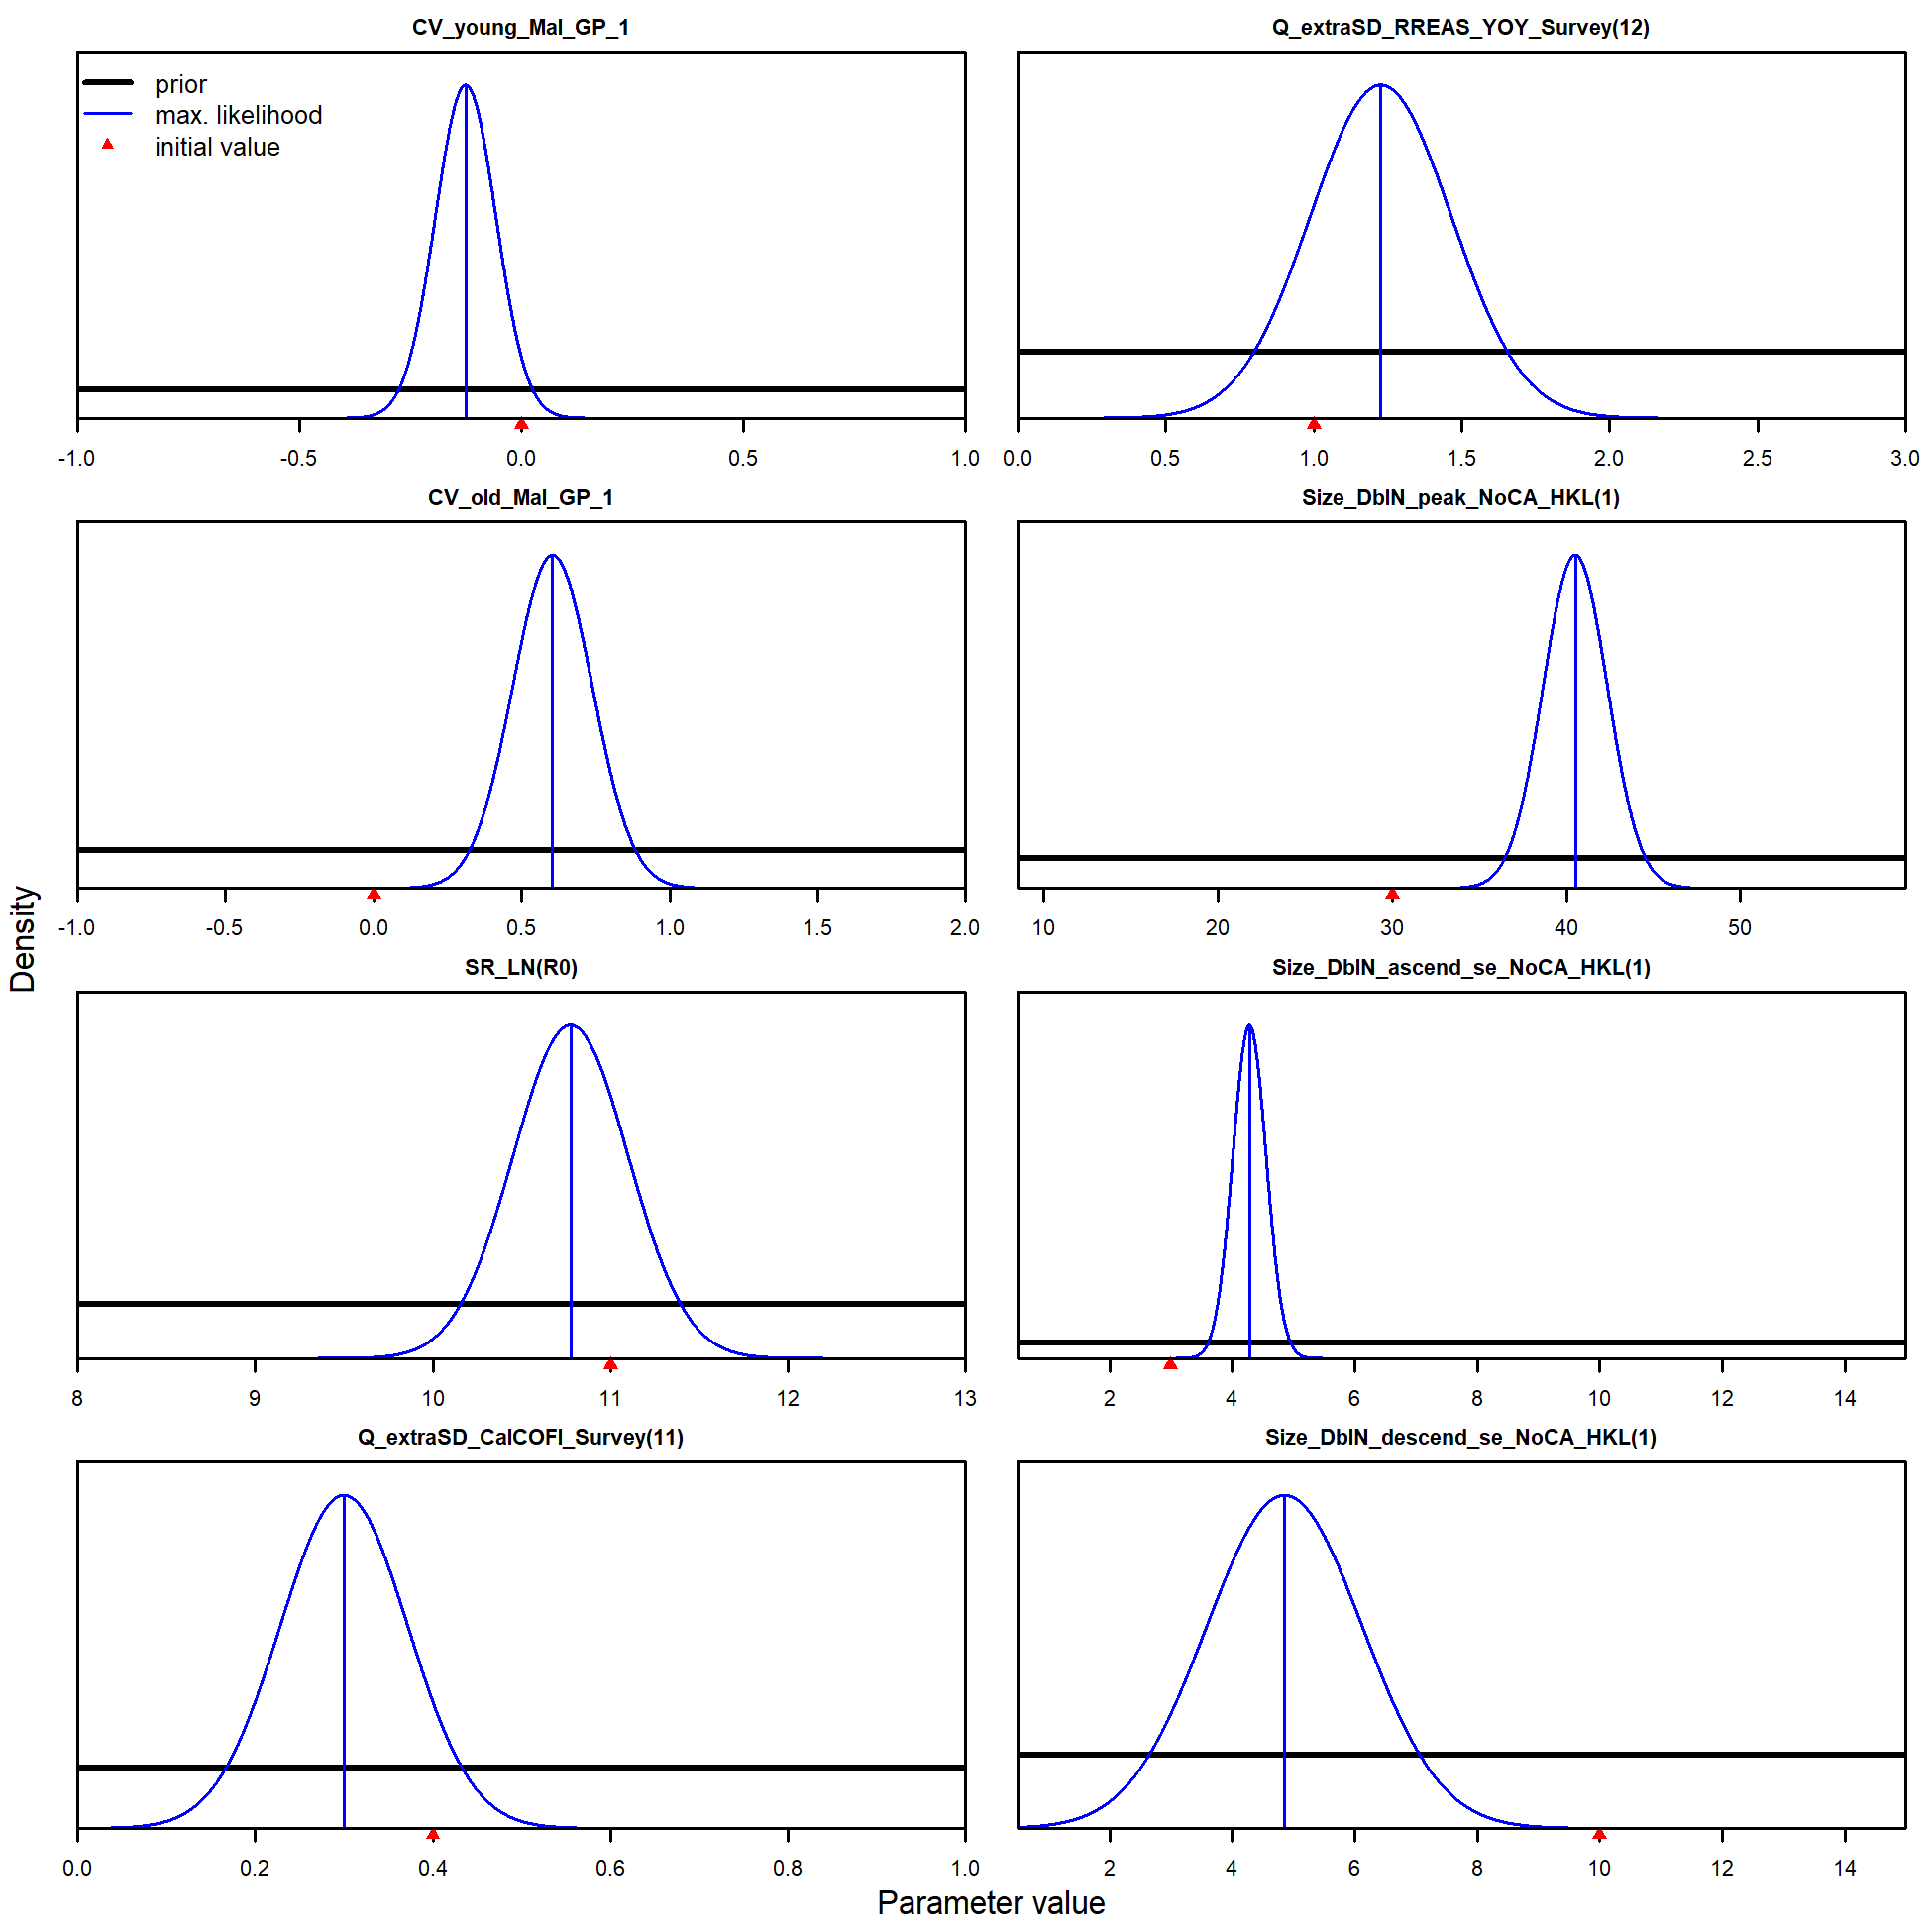 CV_young_Mal_GP_1
prior
max. likelihood
initial value
-1.0 -0.5 0.0 0.5 1.0
Q_extraSD_RREAS_YOY_Survey(12)
0.0 0.5 1.0 1.5 2.0 2.5 3.0
CV_old_Mal_GP_1
-1.0 -0.5 0.0 0.5 1.0 1.5 2.0
Size_DblN_peak_NoCA_HKL(1)
10 20 30 40 50
SR_LN(R0)
8 9 10 11 12 13
Size_DblN_ascend_se_NoCA_HKL(1)
2 4 6 8 10 12 14
Q_extraSD_CalCOFI_Survey(11)
0.0 0.2 0.4 0.6 0.8 1.0
Size_DblN_descend_se_NoCA_HKL(1)
2 4 6 8 10 12 14
Density
Parameter value